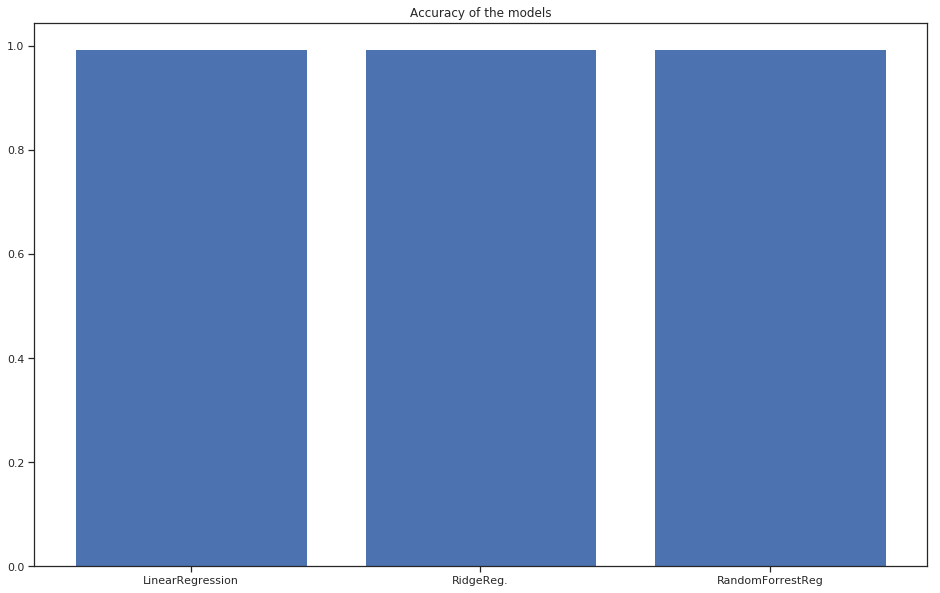 Accuracy of the models
1.0
0.8
0.6
0.4
0.2
0.0
LinearRegression
RidgeReg.
RandomForrestReg